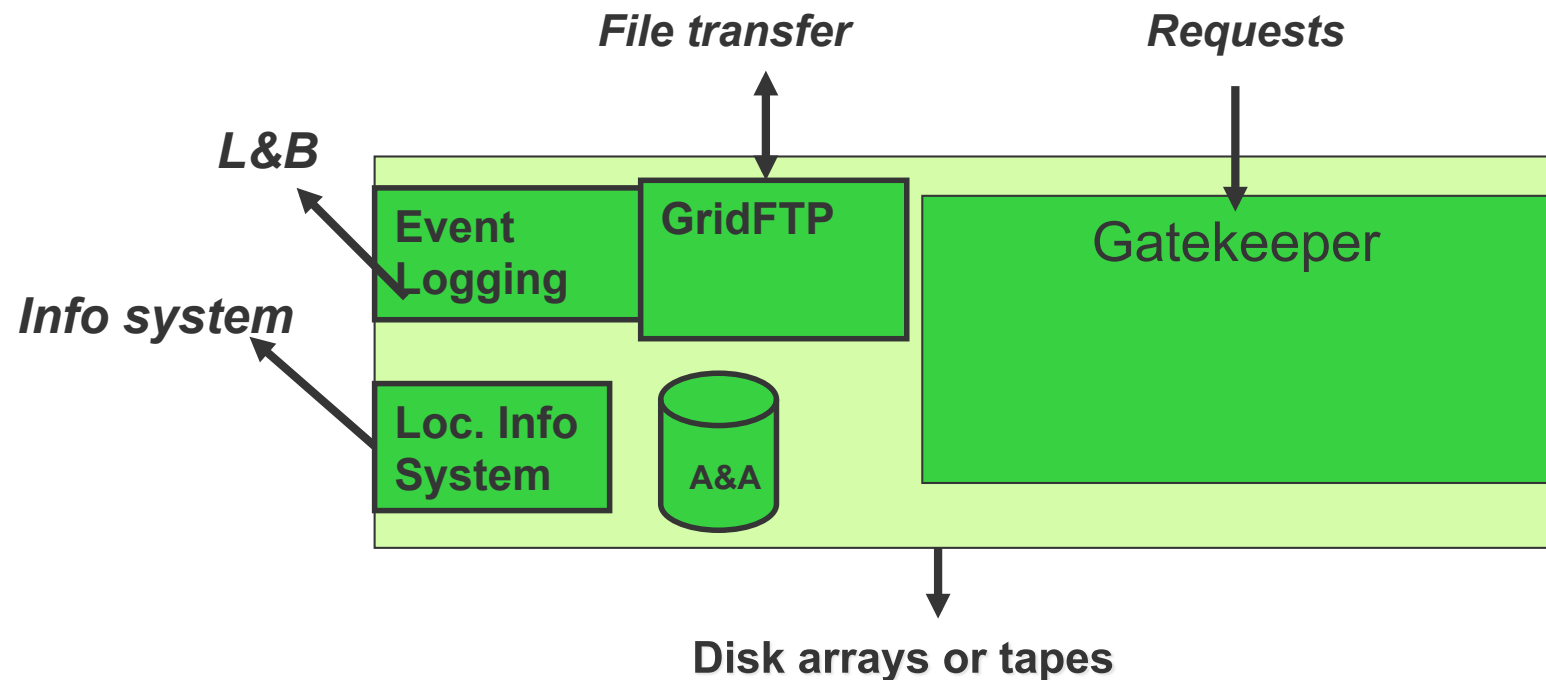 File transfer
Requests
L&B
Event
Logging
GridFTP
Gatekeeper
Info system
Loc. Info
System
A&A
Disk arrays or tapes